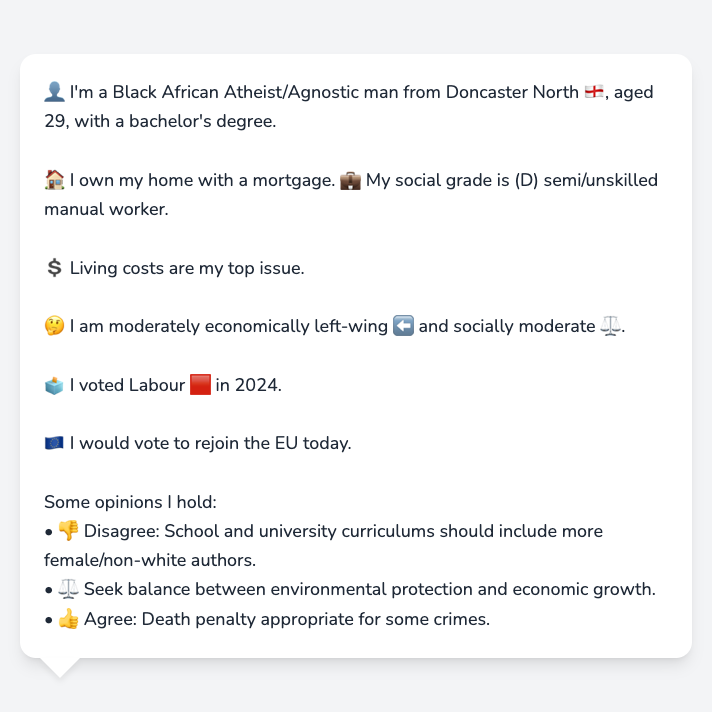 👤 I'm a Black African Atheist/Agnostic man from Doncaster North 🏴󠁧󠁢󠁥󠁮󠁧󠁿, aged
29, with a bachelor's degree.
🏠 I own my home with a mortgage. 💼 My social grade is (D) semi/unskilled
manual worker.
💲 Living costs are my top issue.
🤔 I am moderately economically left-wing ⬅️ and socially moderate ⚖️.
🗳️ I voted Labour 🟥 in 2024.
🇪🇺 I would vote to rejoin the EU today.
Some opinions I hold:
• 👎 Disagree: School and university curriculums should include more
female/non-white authors.
• ⚖️ Seek balance between environmental protection and economic growth.
• 👍 Agree: Death penalty appropriate for some crimes.